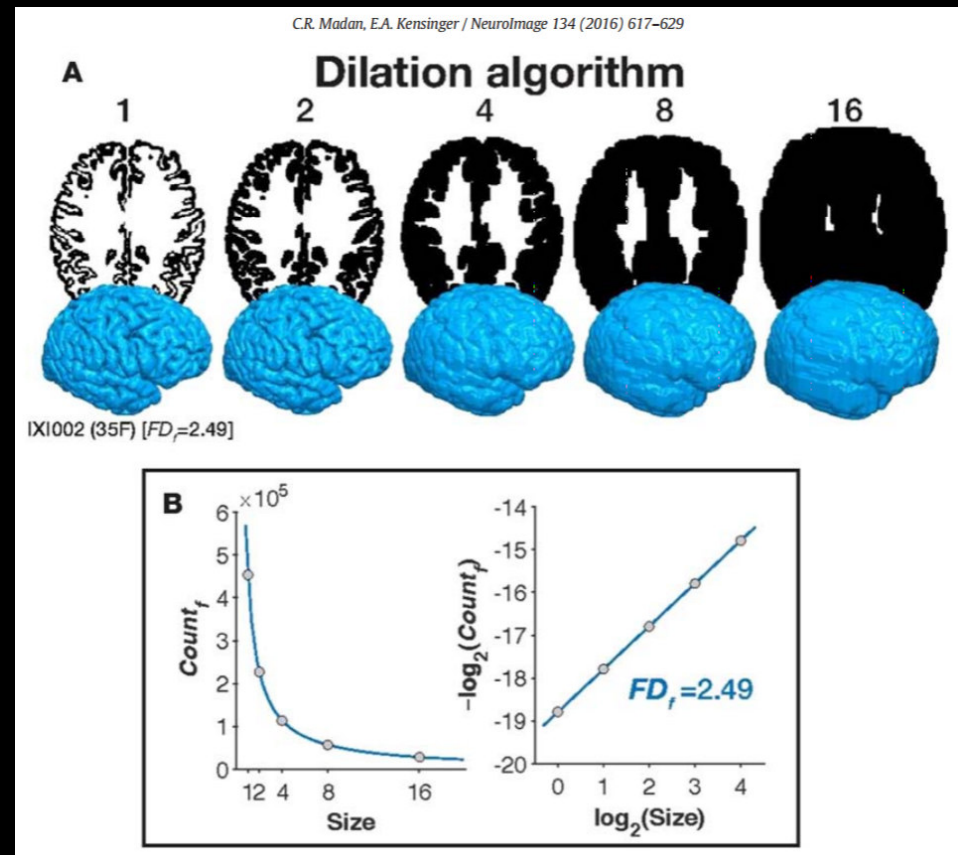 C.R. Madan, E.A. Kensinger / NeuroImage 134 (2016) 617–629
A Dilation algorithm
1 2 4 8 16
IXI002 (35F) [FDf=2.49]
B
×10⁵
6
5
4
3
2
1
0
Countf
12 4 8 16
Size
-14
-15
-16
-17
-18
-19
-20
−log₂(Countf)
FDf=2.49
0 1 2 3 4
log₂(Size)